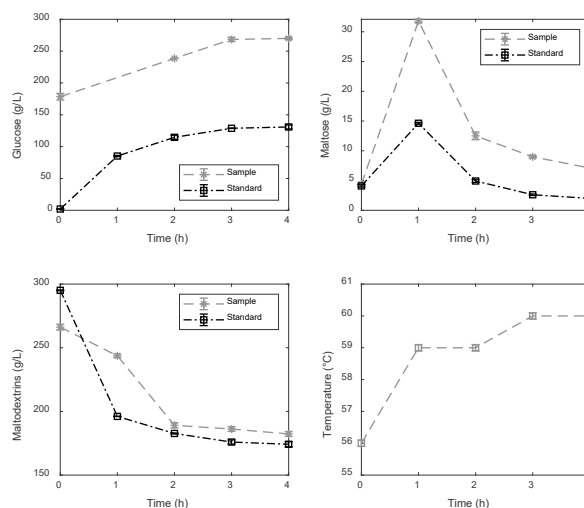 300
250
200
150
100
50
0
Glucose (g/L)
0 1 2 3 4
Time (h)
Sample
Standard
30
25
20
15
10
5
0
Maltose (g/L)
0 1 2 3
Time (h)
Sample
Standard
300
250
200
150
Maltodextrins (g/L)
0 1 2 3 4
Time (h)
Sample
Standard
61
60
59
58
57
56
55
Temperature (°C)
0 1 2 3
Time (h)